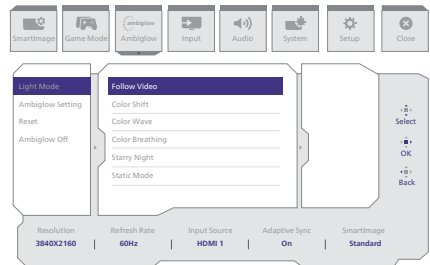 SmartImage Game Mode ambiglow Ambiglow Input Audio System Setup Close
Light Mode
Ambiglow Setting
Reset
Ambiglow Off
Follow Video
Color Shift
Color Wave
Color Breathing
Starry Night
Static Mode
Select
OK
Back
Resolution Refresh Rate Input Source Adaptive Sync SmartImage
3840X2160 | 60Hz | HDMI 1 | On | Standard